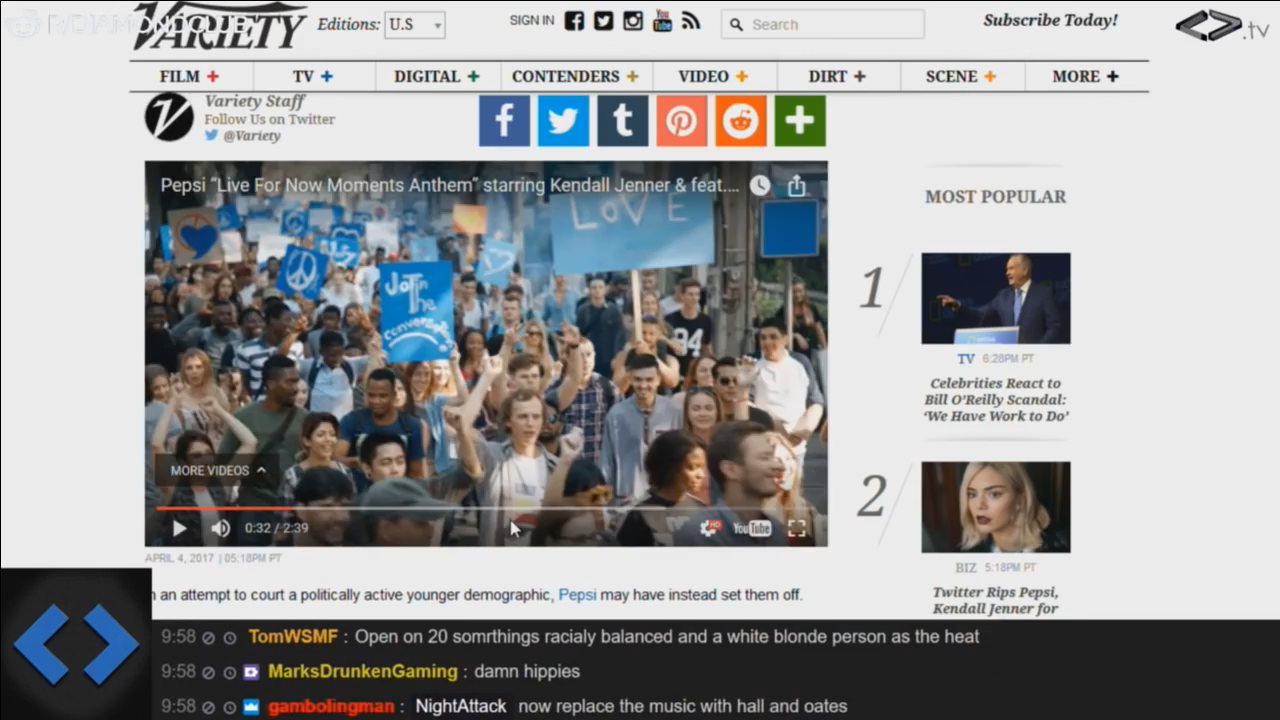 r/DIAMONDCLUB
VARIETY
Editions: U.S
SIGN IN
You Tube
Search
Subscribe Today!
.tv
FILM + TV + DIGITAL + CONTENDERS + VIDEO + DIRT + SCENE + MORE +
Variety Staff
Follow Us on Twitter
@Variety
Pepsi “Live For Now Moments Anthem” starring Kendall Jenner & feat....
LOVE
Join
The
conversation
94
MORE VIDEOS
0:32 / 2:39
HD
YouTube
APRIL 4, 2017 | 05:18PM PT
n an attempt to court a politically active younger demographic, Pepsi may have instead set them off.
MOST POPULAR
1
TV 6:28PM PT
Celebrities React to
Bill O’Reilly Scandal:
‘We Have Work to Do’
2
BIZ 5:18PM PT
Twitter Rips Pepsi,
Kendall Jenner for
9:58 TomWSMF : Open on 20 somrthings racialy balanced and a white blonde person as the heat
9:58 MarksDrunkenGaming : damn hippies
9:58 gambolingman : NightAttack now replace the music with hall and oates